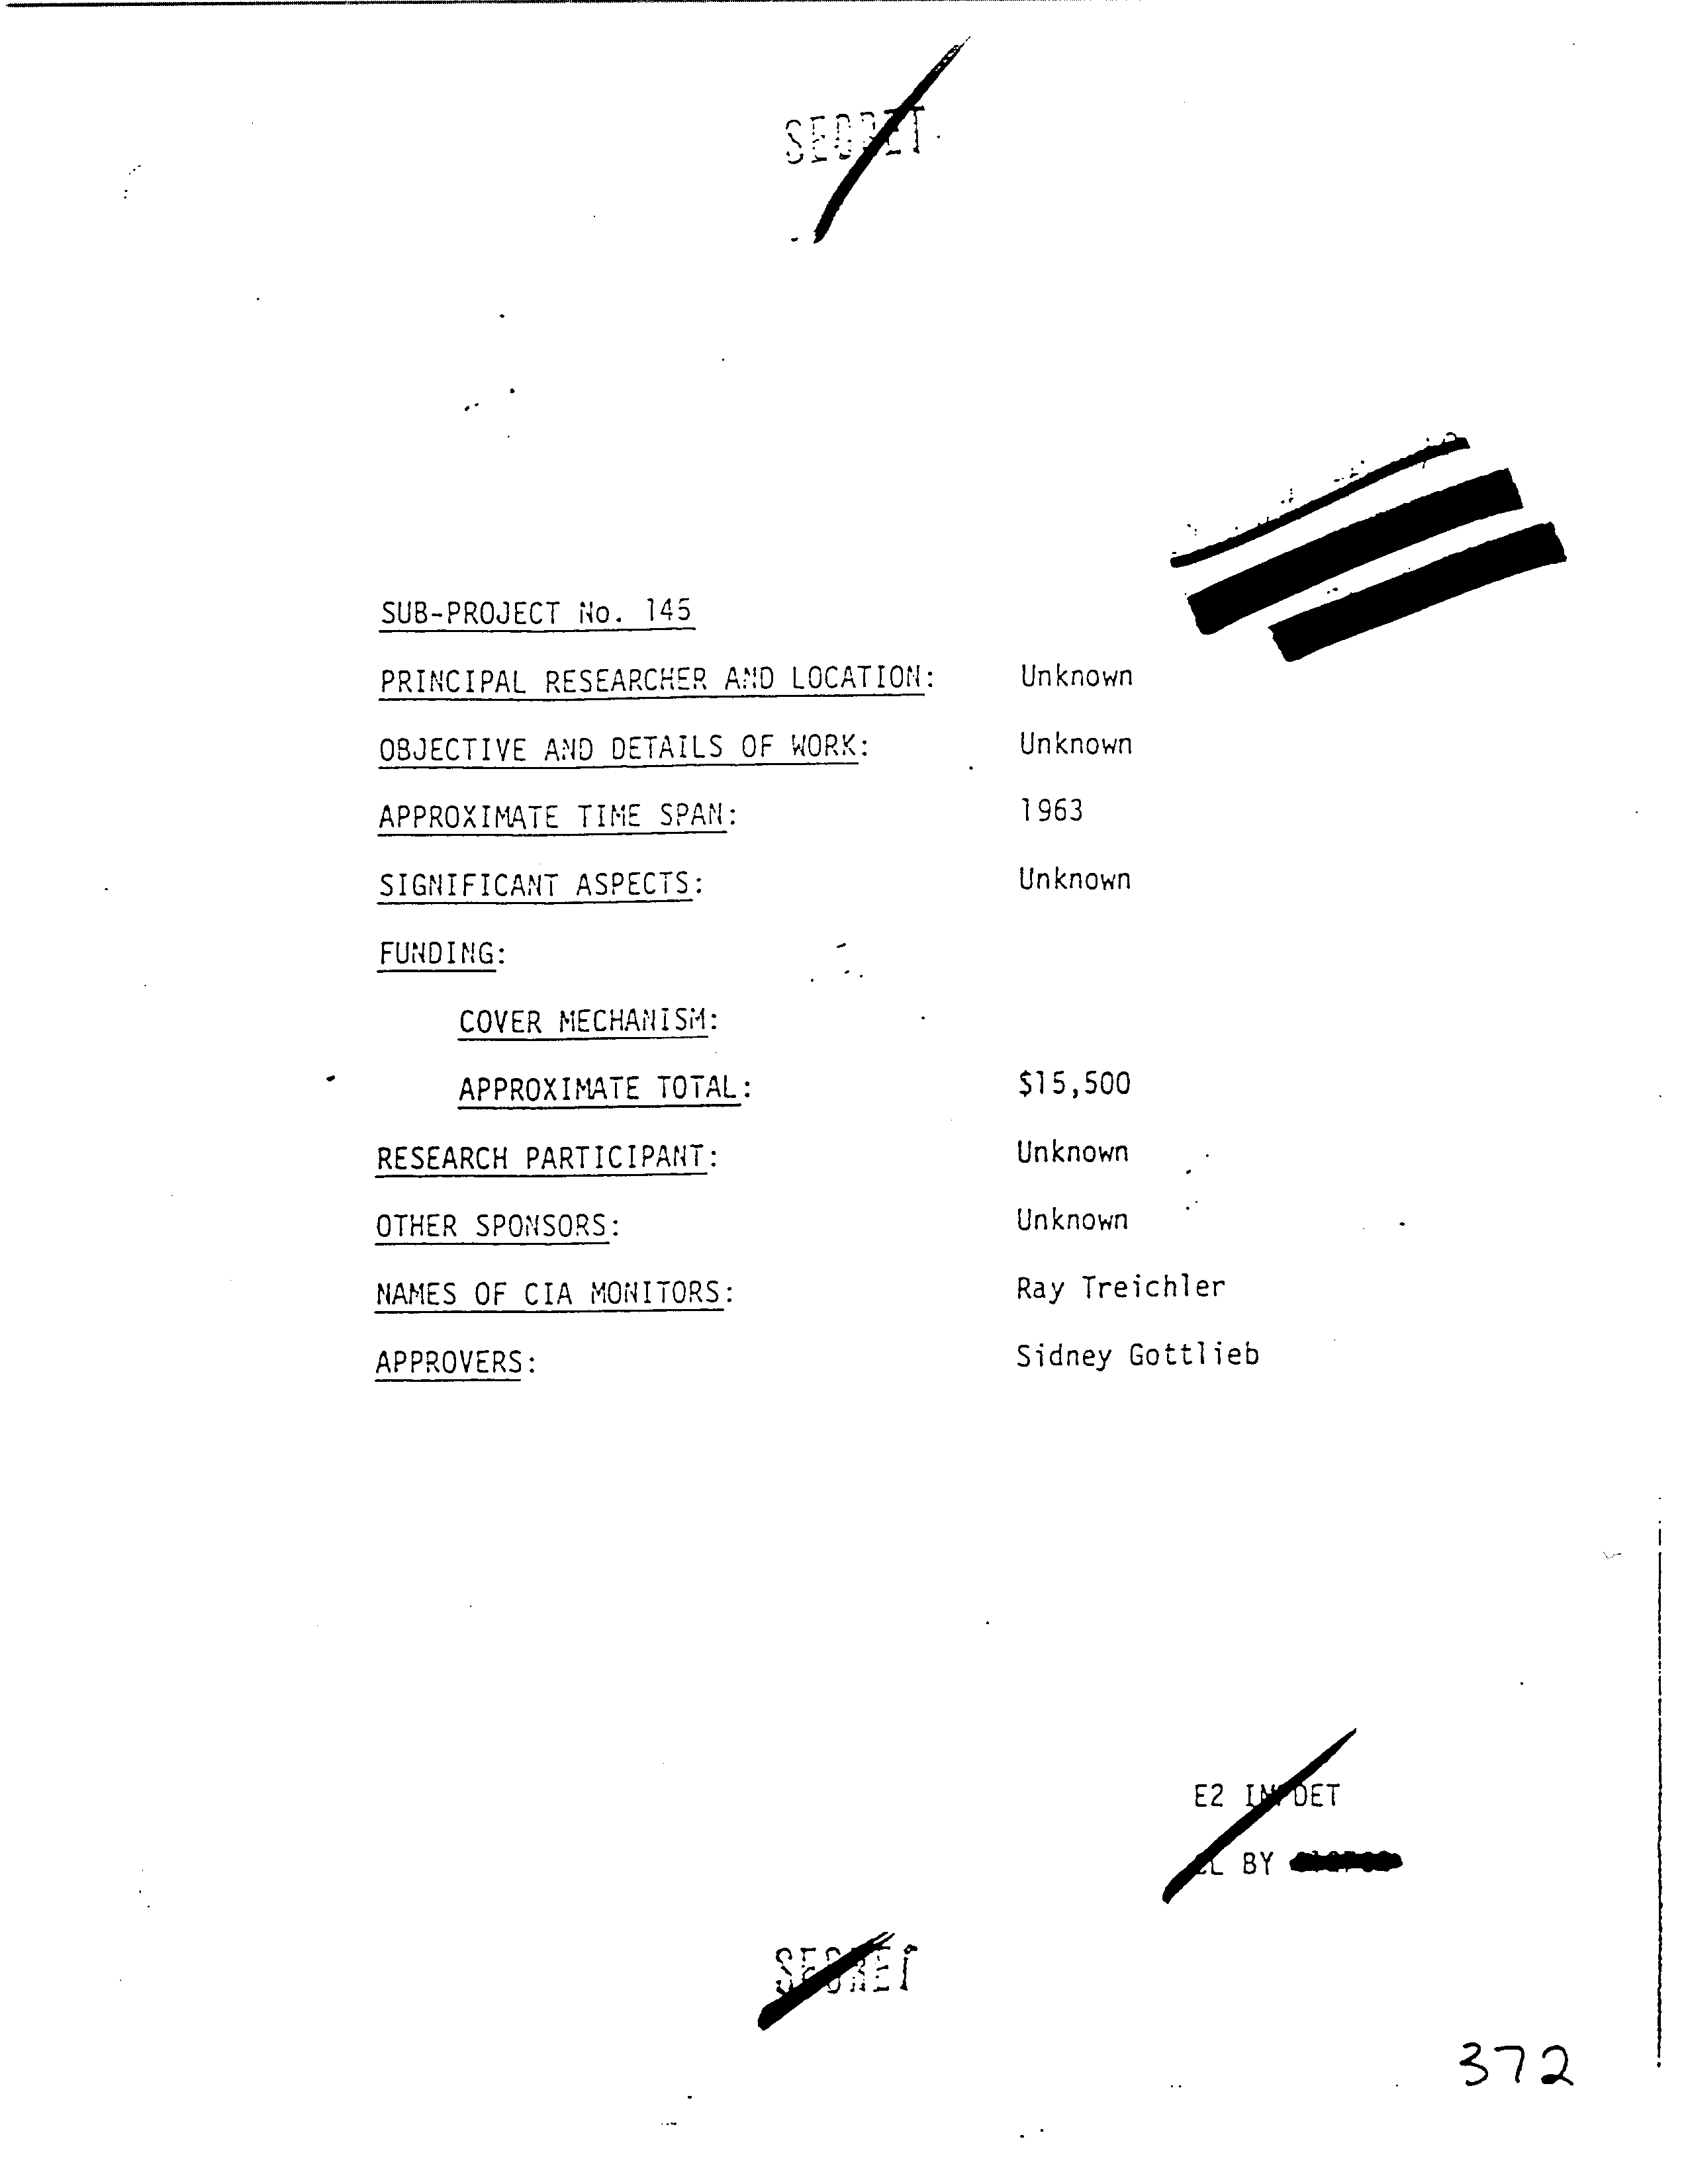 SECRET
SUB-PROJECT No. 145
PRINCIPAL RESEARCHER AND LOCATION: Unknown
OBJECTIVE AND DETAILS OF WORK: Unknown
APPROXIMATE TIME SPAN: 1963
SIGNIFICANT ASPECTS: Unknown
FUNDING:
COVER MECHANISM:
APPROXIMATE TOTAL: $15,500
RESEARCH PARTICIPANT: Unknown
OTHER SPONSORS: Unknown
NAMES OF CIA MONITORS: Ray Treichler
APPROVERS: Sidney Gottlieb
E2 IMPDET
CL BY
SECRET
372